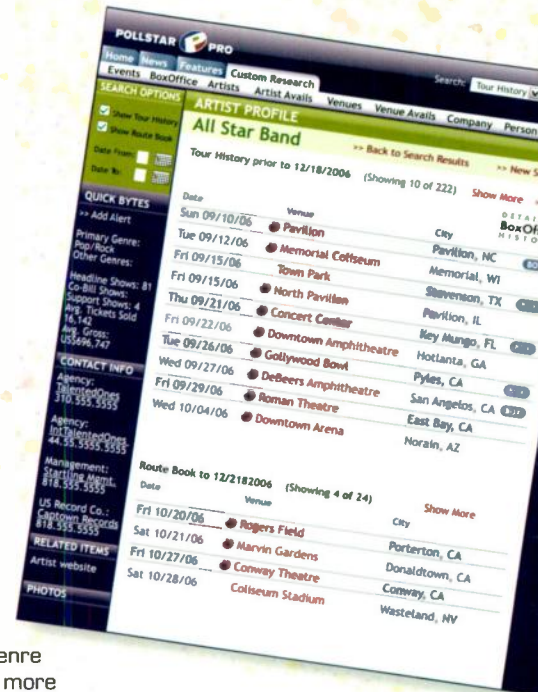 POLLSTAR PRO
Home News Features Custom Research
Search: Tour History
Events BoxOffice Artists Artist Avails Venues Venue Avails Company Person
SEARCH OPTIONS
Show Tour History
Show Route Book
Date From:
Date To:
QUICK BYTES
>> Add Alert
Primary Genre:
Pop/Rock
Other Genres:
Headline Shows: 81
Co-Bill Shows:
Support Shows: 4
Avg. Tickets Sold
16,142
Avg. Gross:
US$696,747
CONTACT INFO
Agency:
TalentedOnes
310.555.5555
Agency:
IntTalentedOnes
44.55.5555.5555
Management:
Startling Mgmt.
818.555.5555
US Record Co.:
Captown Records
818.555.5555
RELATED ITEMS
Artist website
PHOTOS
ARTIST PROFILE
All Star Band
>> Back to Search Results >> New
Tour History prior to 12/18/2006 (Showing 10 of 222) Show More
Date Venue City
Sun 09/10/06 Pavilion Pavilion, NC
Tue 09/12/06 Memorial Coltseum Memorial, WI
Fri 09/15/06 Town Park Stevenson, TX
Fri 09/15/06 North Pavilion Pavilion, IL
Thu 09/21/06 Concert Center Key Mungo, FL
Fri 09/22/06 Downtown Amphitheatre Hotlanta, GA
Tue 09/26/06 Gollywood Bowl Pyles, CA
Wed 09/27/06 DeBeers Amphitheatre San Angelos, CA
Fri 09/29/06 Roman Theatre East Bay, CA
Wed 10/04/06 Downtown Arena Norain, AZ
Route Book to 12/2182006 (Showing 4 of 24) Show More
Date Venue City
Fri 10/20/06 Rogers Field Porterton, CA
Sat 10/21/06 Marvin Gardens Donaldtown, CA
Fri 10/27/06 Conway Theatre Conway, CA
Sat 10/28/06 Coliseum Stadium Wasteland, NV
enre
more